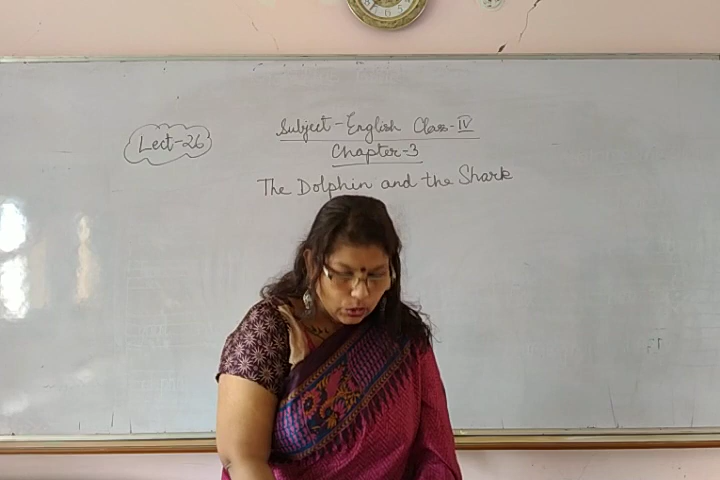 Lect-26
Subject-English Class-IV
Chapter-3
The Dolphin and the Shark